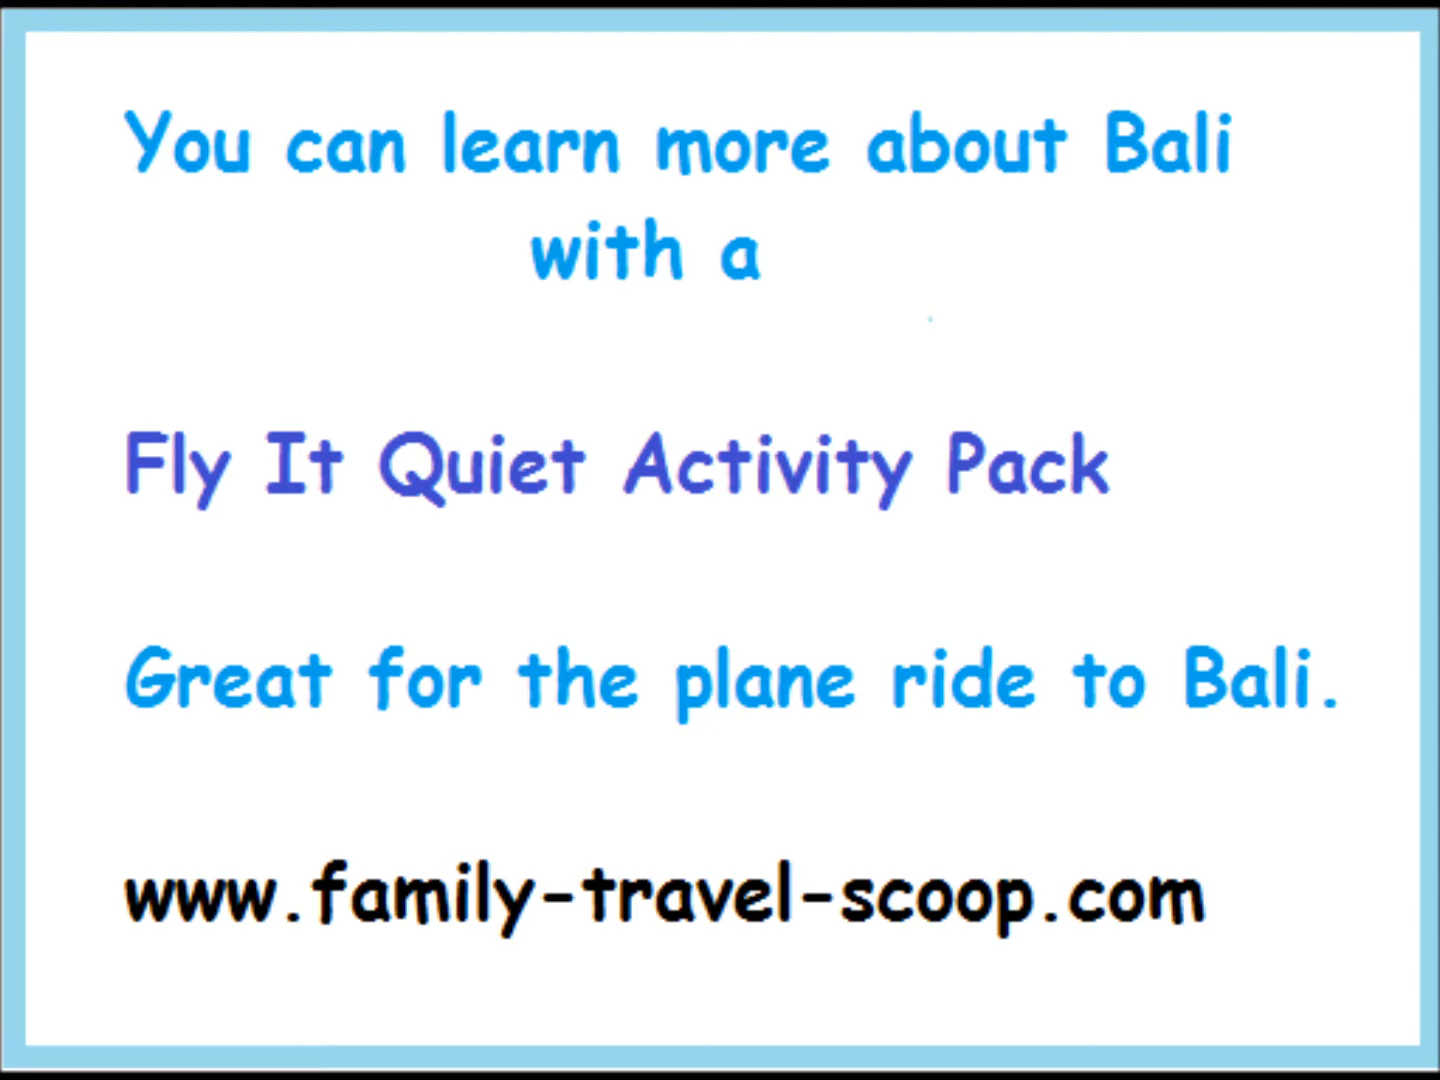 You can learn more about Bali
with a
Fly It Quiet Activity Pack
Great for the plane ride to Bali.
www.family-travel-scoop.com